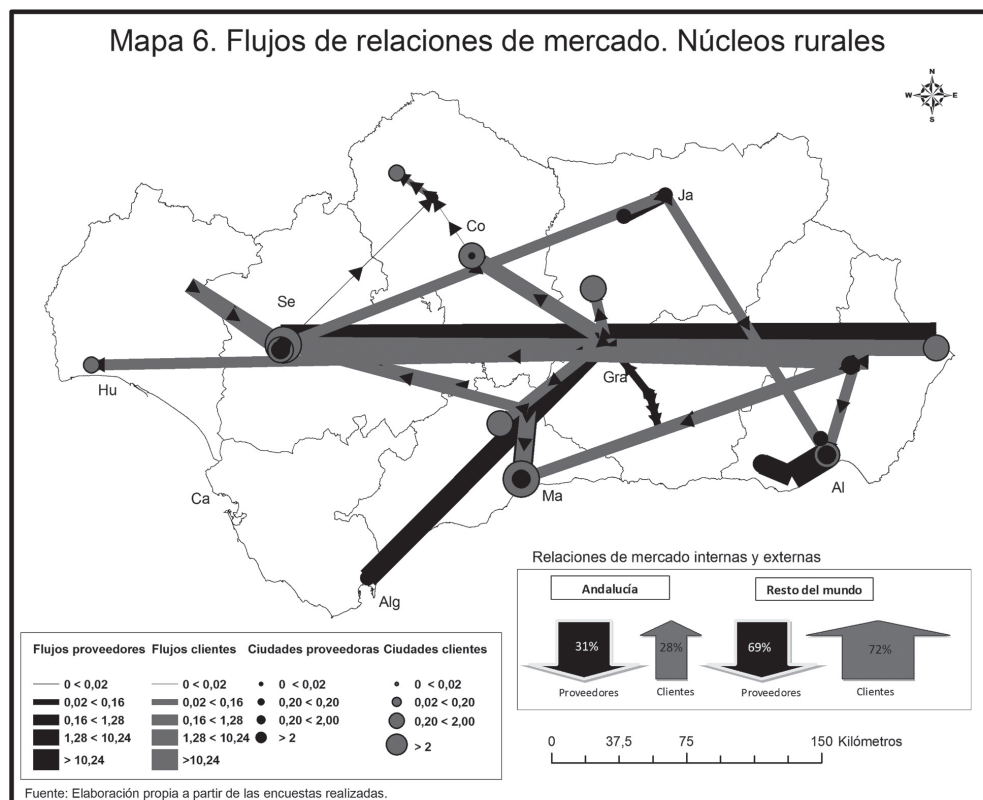 Mapa 6. Flujos de relaciones de mercado. Núcleos rurales
N
W E
S
Ja
Co
Se
Gra
Hu
Ca
Ma
Al
Alg
Relaciones de mercado internas y externas
Andalucía Resto del mundo
31% 28% 69% 72%
Proveedores Clientes Proveedores Clientes
Flujos proveedores Flujos clientes Ciudades proveedoras Ciudades clientes
0 < 0,02 0 < 0,02 0 < 0,02 0 < 0,02
0,02 < 0,16 0,02 < 0,16 0,20 < 0,20 0,02 < 0,20
0,16 < 1,28 0,16 < 1,28 0,20 < 2,00 0,20 < 2,00
1,28 < 10,24 1,28 < 10,24 > 2 > 2
> 10,24 >10,24
0 37,5 75 150 Kilómetros
Fuente: Elaboración propia a partir de las encuestas realizadas.